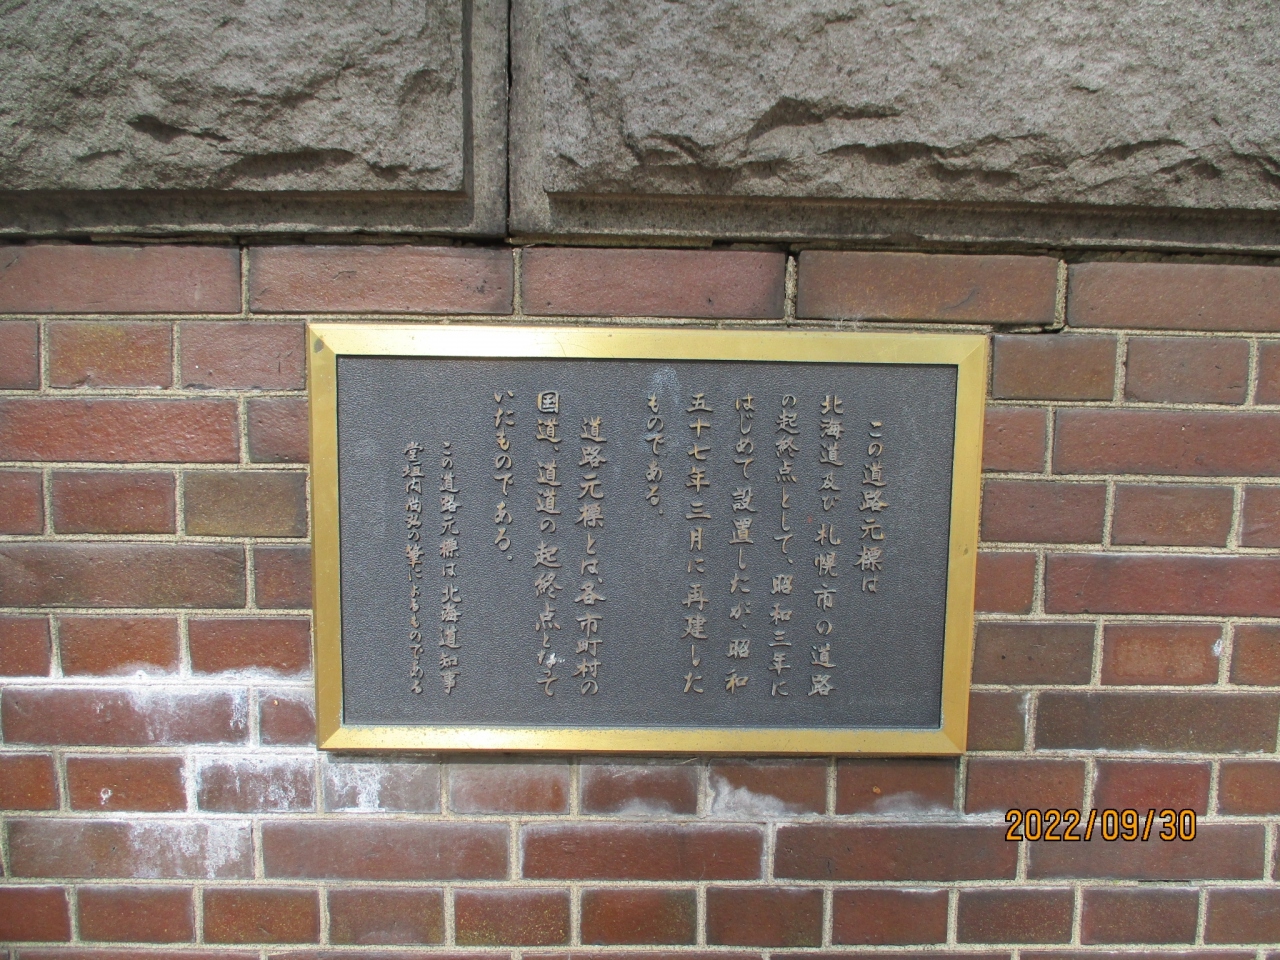 この道路元標は
北海道及び札幌市の道路
の起終点として、昭和三年に
はじめて設置したが、昭和
五十七年三月に再建した
ものである。
道路元標とは、各市町村の
国道、道道の起終点となって
いたものである。
この道路元標は北海道知事
堂垣内尚弘の筆によるものである
2022/09/30